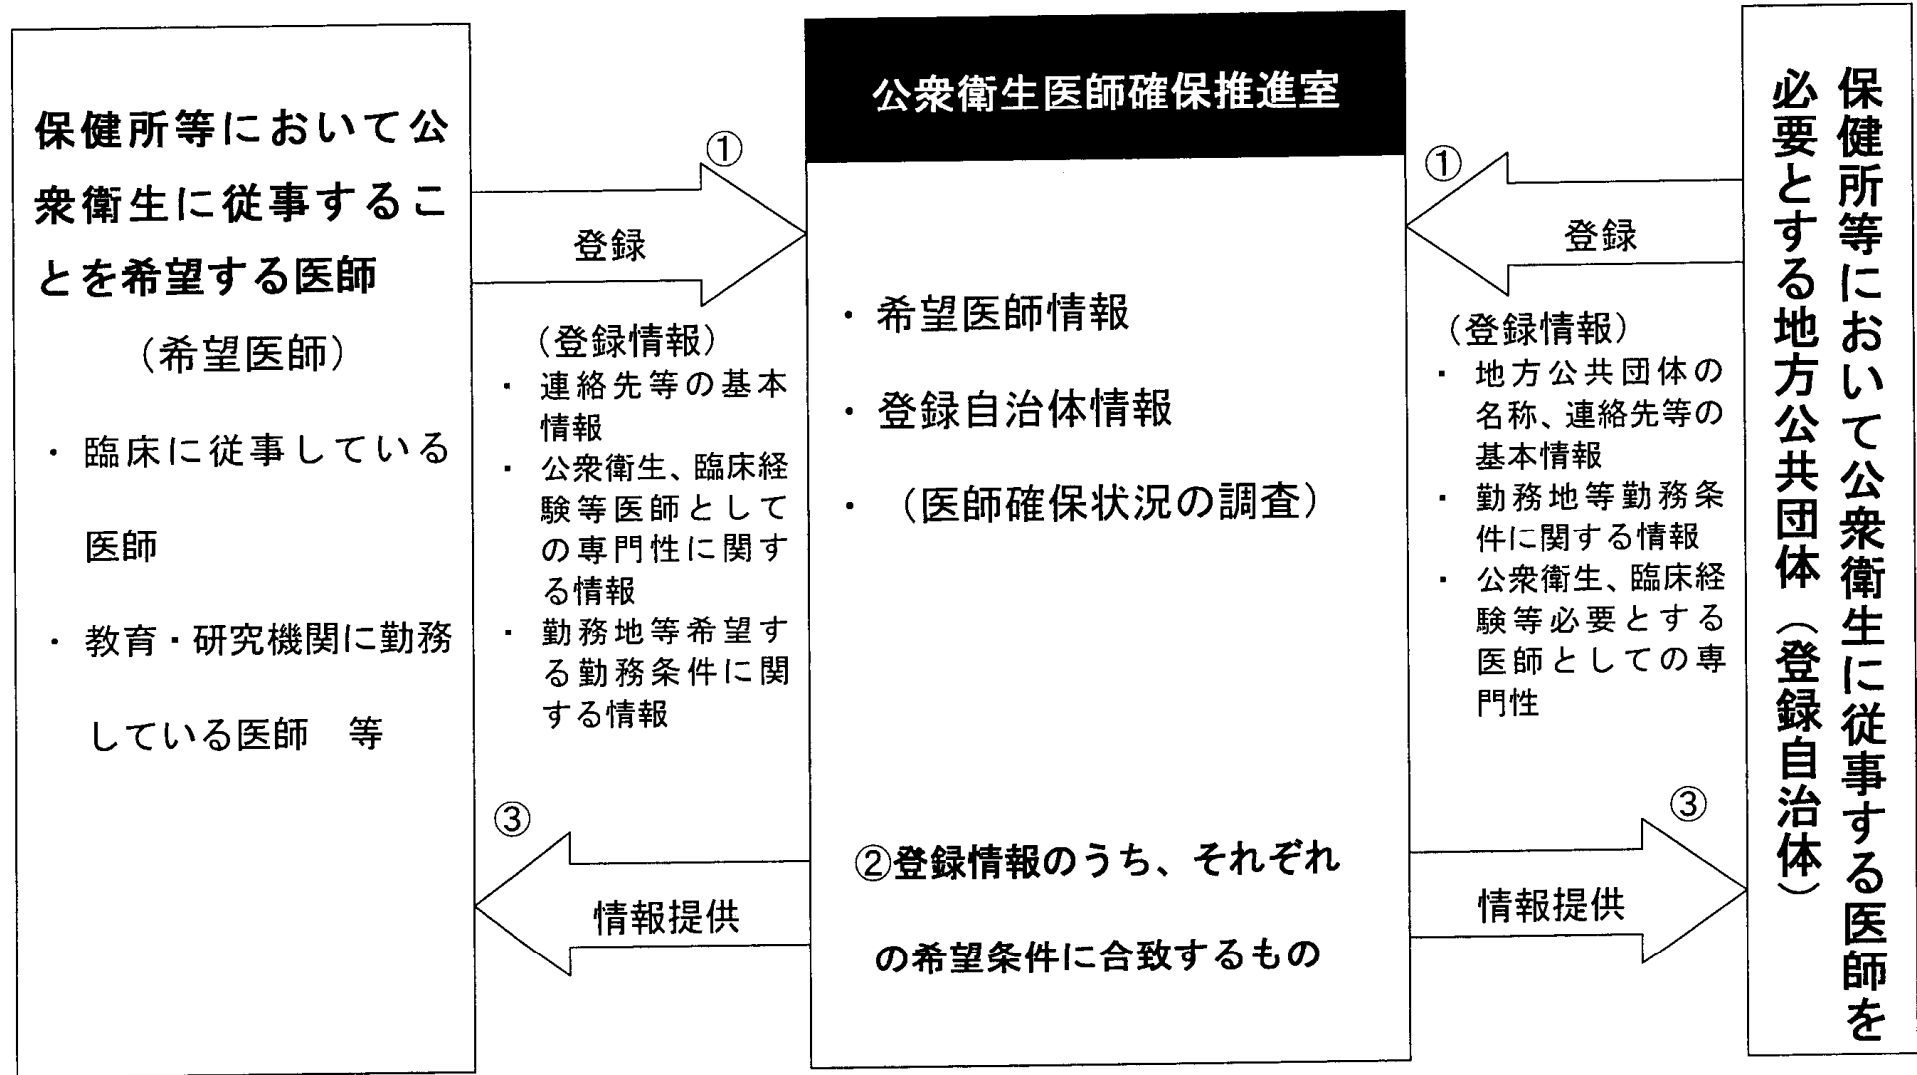 保健所等において公
衆衛生に従事するこ
とを希望する医師
（希望医師）
・ 臨床に従事している
医師
・ 教育・研究機関に勤務
している医師　等
①
登録
（登録情報）
・ 連絡先等の基本
情報
・ 公衆衛生、臨床経
験等医師として
の専門性に関す
る情報
・ 勤務地等希望す
る勤務条件に関
する情報
③
情報提供
公衆衛生医師確保推進室
・ 希望医師情報
・ 登録自治体情報
・ （医師確保状況の調査）
②登録情報のうち、それぞれ
の希望条件に合致するもの
①
登録
（登録情報）
・ 地方公共団体の
名称、連絡先等の
基本情報
・ 勤務地等勤務条
件に関する情報
・ 公衆衛生、臨床経
験等必要とする
医師としての専
門性
③
情報提供
保健所等において公衆衛生に従事する医師を
必要とする地方公共団体（登録自治体）